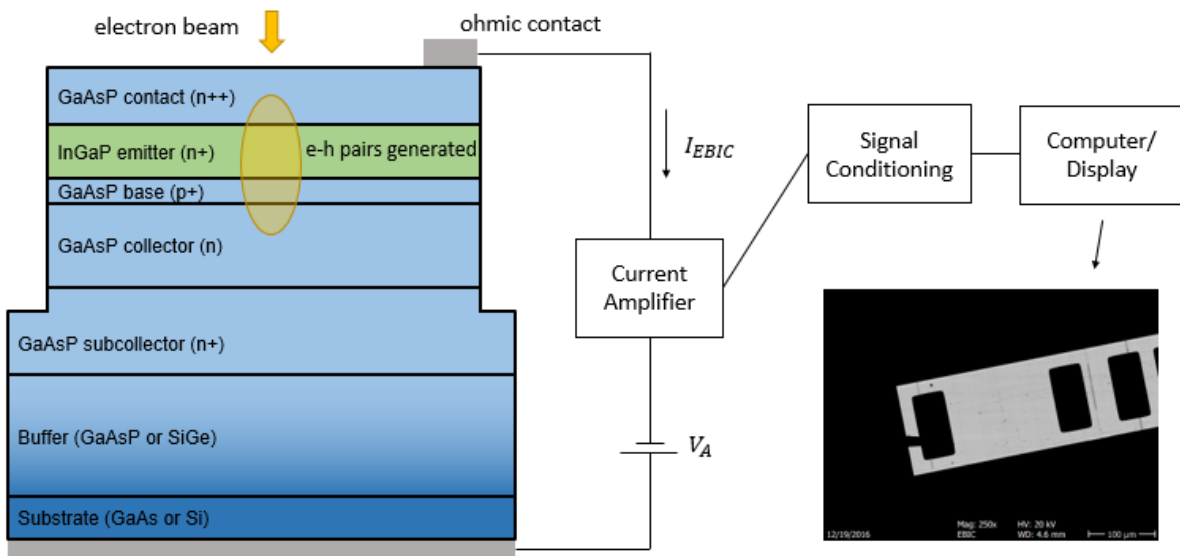 electron beam
ohmic contact
GaAsP contact (n++)
InGaP emitter (n+)
e-h pairs generated
GaAsP base (p+)
GaAsP collector (n)
GaAsP subcollector (n+)
Buffer (GaAsP or SiGe)
Substrate (GaAs or Si)
I_EBIC
Current
Amplifier
V_A
Signal
Conditioning
Computer/
Display
12/19/2016
Mag: 250x
EBIC
HV: 20 kV
WD: 4.6 mm
100 µm